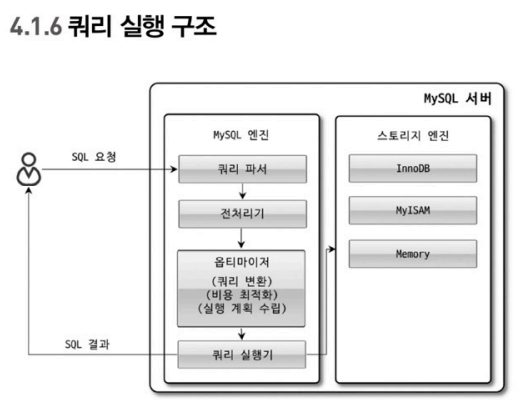 4.1.6 쿼리 실행 구조
MySQL 서버
MySQL 엔진
스토리지 엔진
SQL 요청
쿼리 파서
InnoDB
전처리기
MyISAM
옵티마이저
(쿼리 변환)
(비용 최적화)
(실행 계획 수립)
Memory
SQL 결과
쿼리 실행기